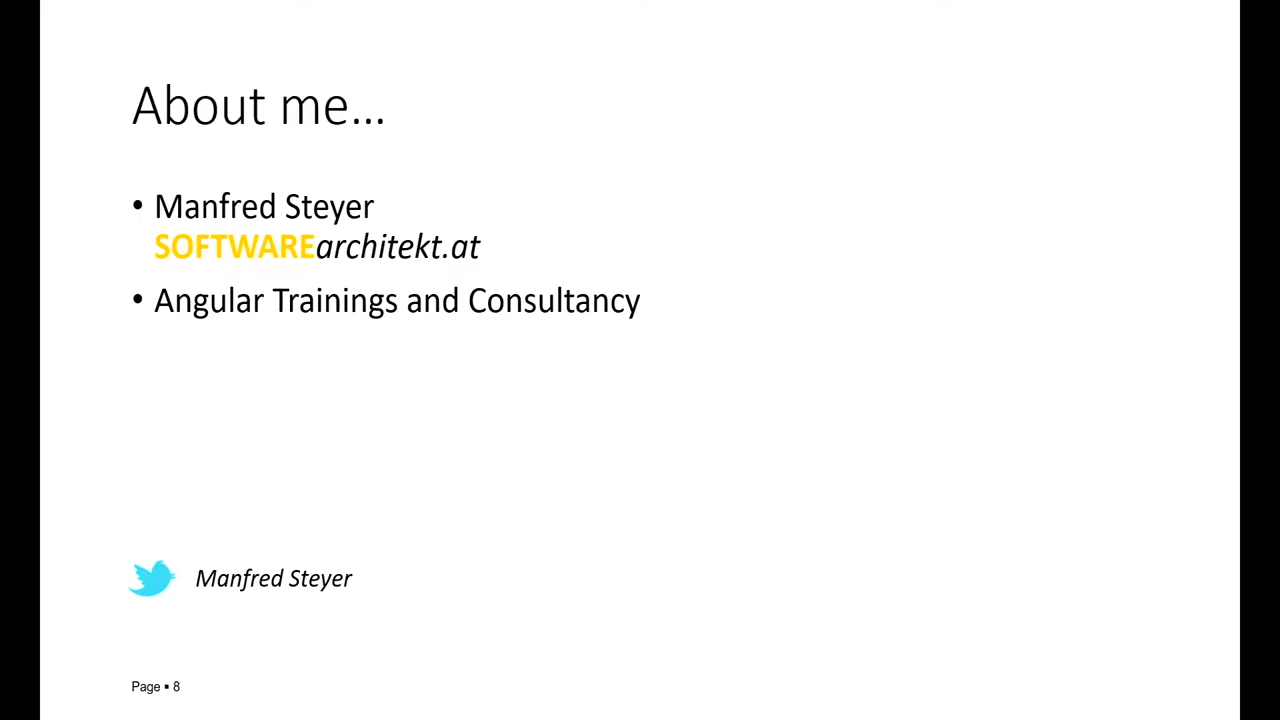 About me...
• Manfred Steyer
SOFTWAREarchitekt.at
• Angular Trainings and Consultancy
Manfred Steyer
Page ▪ 8